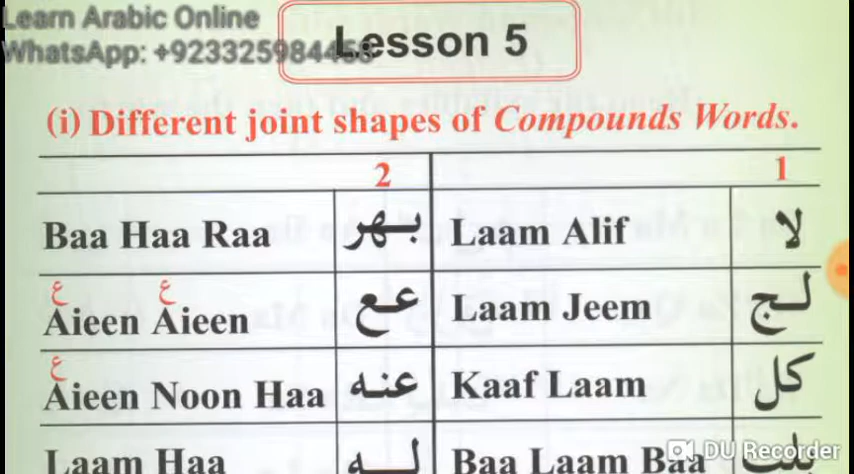 Learn Arabic Online
WhatsApp: +923325984458
Lesson 5
(i) Different joint shapes of Compounds Words.
2 1
Baa Haa Raa بهر Laam Alif لا
ع ع
Aieen Aieen عع Laam Jeem لج
ع
Aieen Noon Haa عنه Kaaf Laam كل
Laam Haa له Baa Laam Baa
DU Recorder